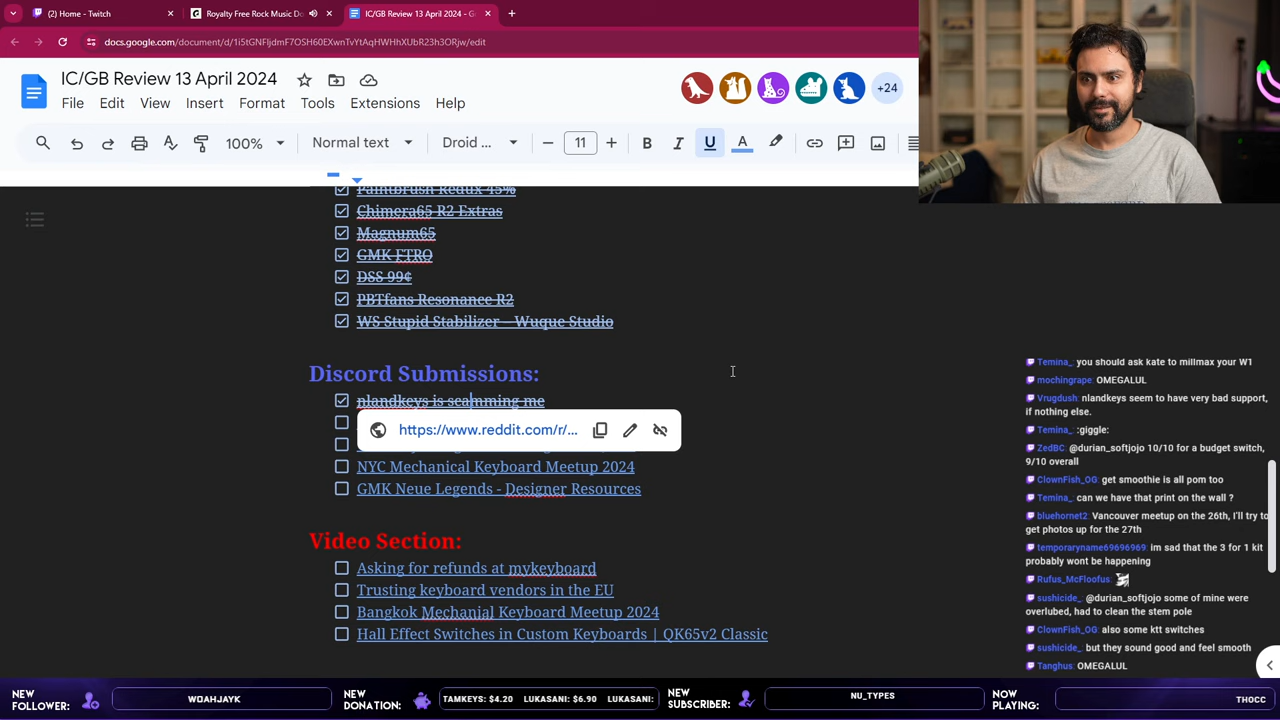 (2) Home - Twitch
Royalty Free Rock Music Do
IC/GB Review 13 April 2024 - G
docs.google.com/document/d/1i5tGNFIjdmF7OSH60EXwnTvYtAqHWHhXUbR23h3ORjw/edit
IC/GB Review 13 April 2024
File Edit View Insert Format Tools Extensions Help
+24
100% Normal text Droid ... 11 B I U A
Paintbrush Redux 45%
Chimera65 R2 Extras
Magnum65
GMK FTRQ
DSS 99¢
PBTfans Resonance R2
WS Stupid Stabilizer – Wuque Studio
Discord Submissions:
nlandkeys is scamming me
https://www.reddit.com/r/...
NYC Mechanical Keyboard Meetup 2024
GMK Neue Legends - Designer Resources
Video Section:
Asking for refunds at mykeyboard
Trusting keyboard vendors in the EU
Bangkok Mechanial Keyboard Meetup 2024
Hall Effect Switches in Custom Keyboards | QK65v2 Classic
Temina_: you should ask kate to millmax your W1
mochingrape: OMEGALUL
Vrugdush: nlandkeys seem to have very bad support,
if nothing else.
Temina_: :giggle:
ZedBC: @durian_softjojo 10/10 for a budget switch,
9/10 overall
ClownFish_OG: get smoothie is all pom too
Temina_: can we have that print on the wall ?
bluehornet2: Vancouver meetup on the 26th, I'll try to
get photos up for the 27th
temporaryname69696969: im sad that the 3 for 1 kit
probably wont be happening
Rufus_McFloofus:
sushicide_: @durian_softjojo some of mine were
overlubed, had to clean the stem pole
ClownFish_OG: also some ktt switches
sushicide_: but they sound good and feel smooth
Tanghus: OMEGALUL
NEW
FOLLOWER:
WOAHJAYK
NEW
DONATION:
TAMKEYS: $4.20 LUKASANI: $6.90 LUKASANI:
NEW
SUBSCRIBER:
NU_TYPES
NOW
PLAYING:
THOCC